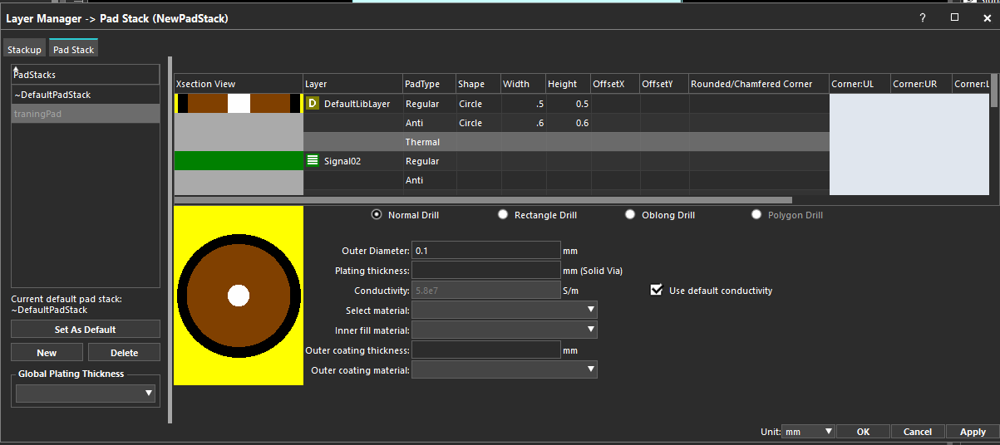 Layer Manager -> Pad Stack (NewPadStack)
?
Stackup Pad Stack
PadStacks
~DefaultPadStack
traningPad
Current default pad stack:
~DefaultPadStack
Set As Default
New Delete
Global Plating Thickness
Xsection View Layer PadType Shape Width Height OffsetX OffsetY Rounded/Chamfered Corner Corner:UL Corner:UR Corner:L
D DefaultLibLayer Regular Circle .5 0.5
Anti Circle .6 0.6
Thermal
Signal02 Regular
Anti
Normal Drill Rectangle Drill Oblong Drill Polygon Drill
Outer Diameter: 0.1 mm
Plating thickness: mm (Solid Via)
Conductivity: 5.8e7 S/m Use default conductivity
Select material:
Inner fill material:
Outer coating thickness: mm
Outer coating material:
Unit: mm OK Cancel Apply